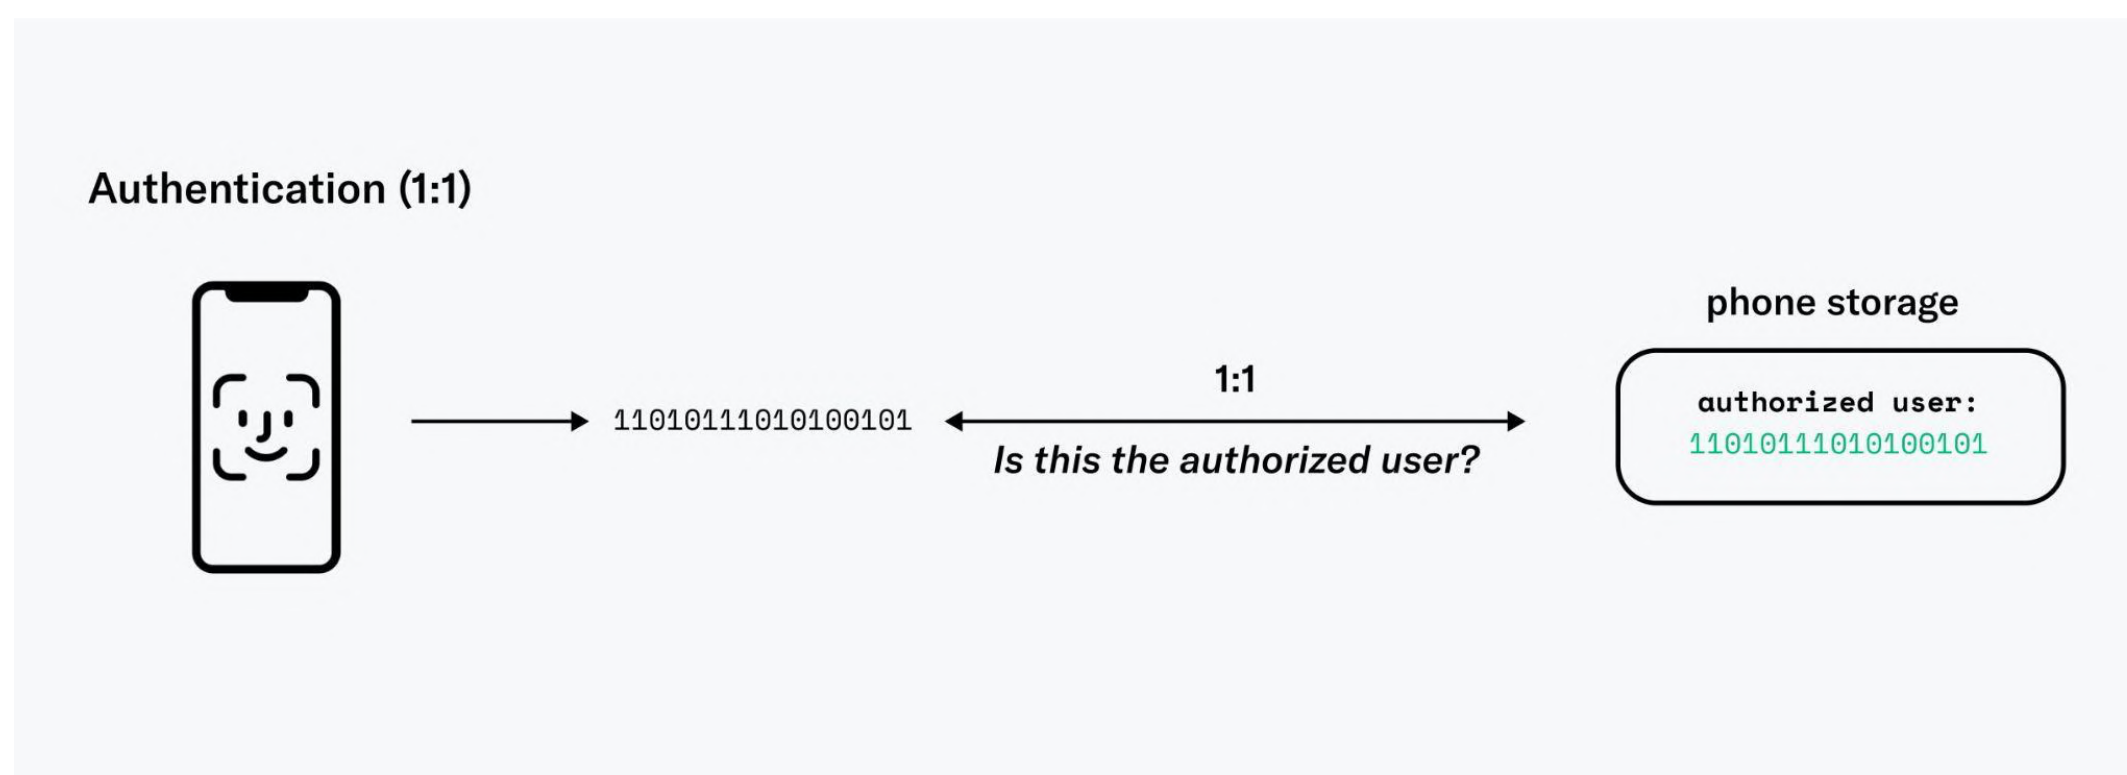 Authentication (1:1)
phone storage
1:1
authorized user:
11010111010100101
11010111010100101
Is this the authorized user?